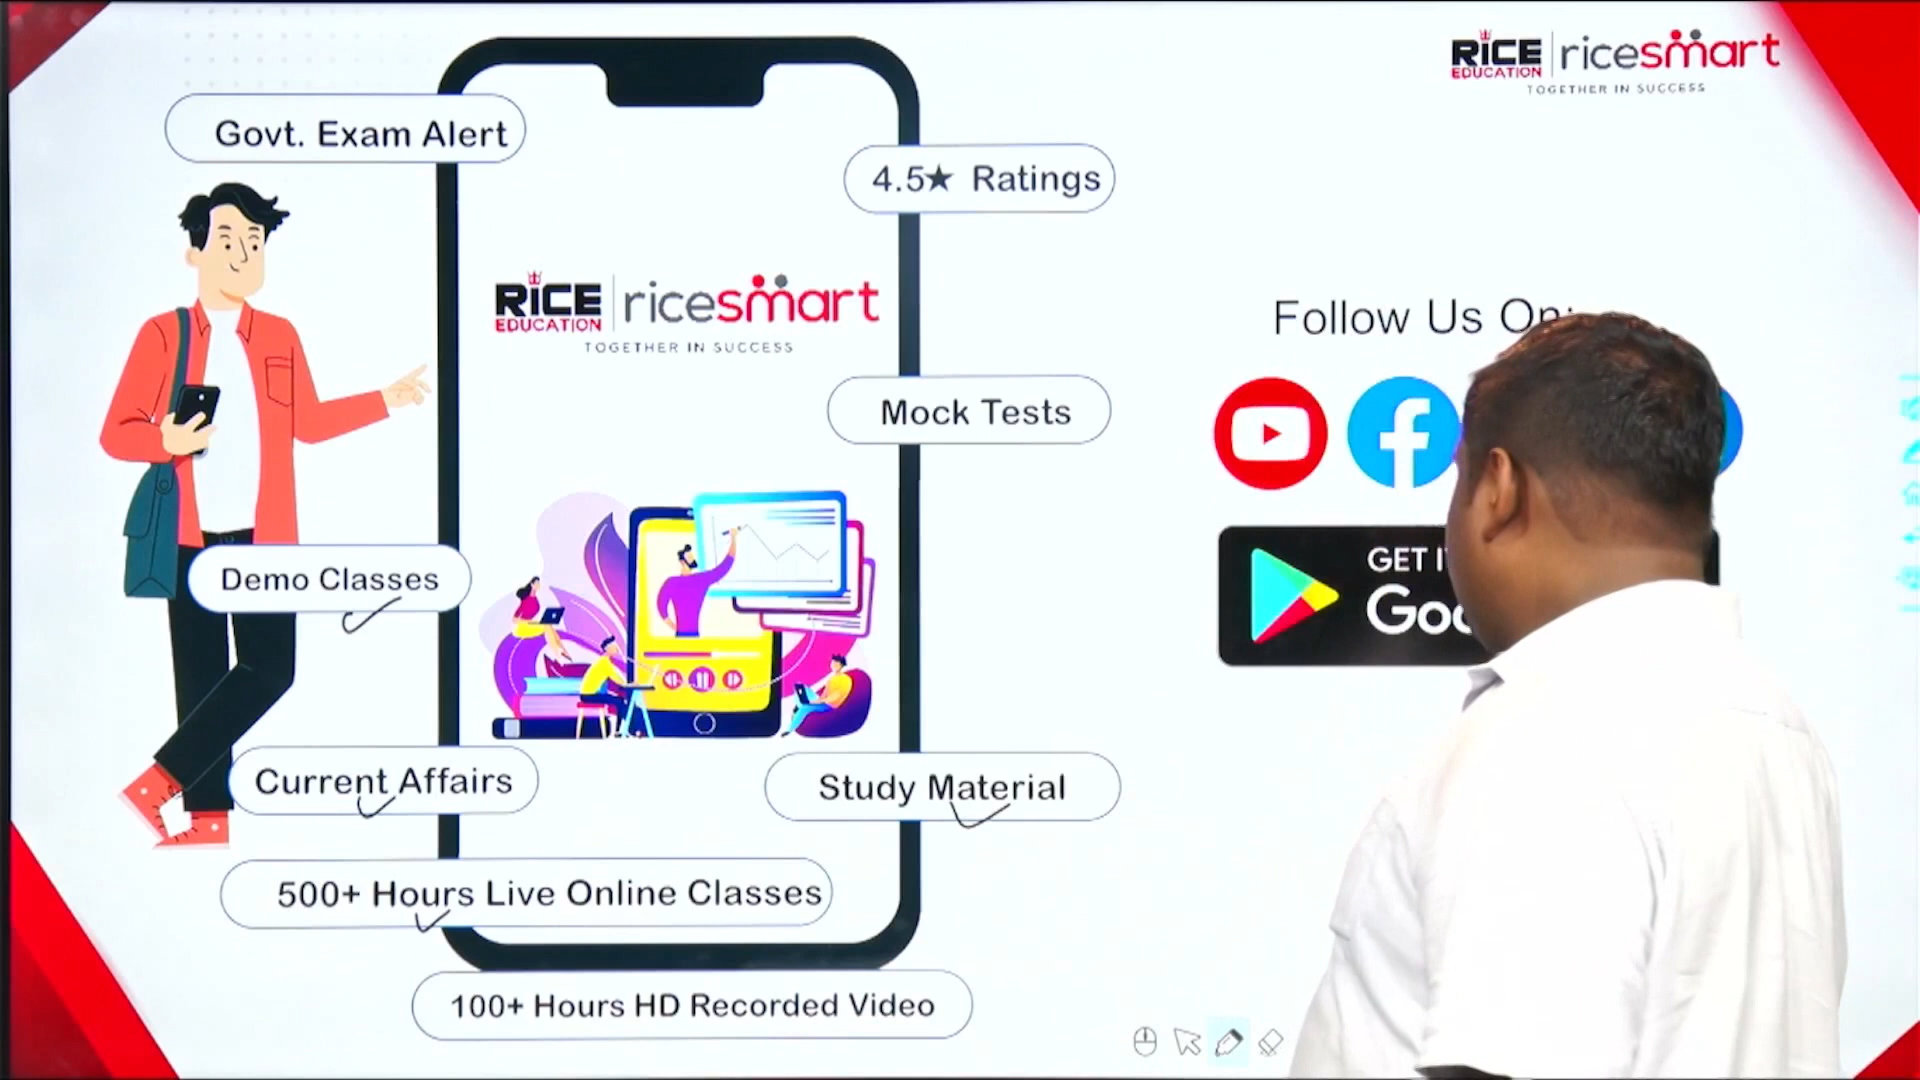 RICE EDUCATION ricesmart
TOGETHER IN SUCCESS
Govt. Exam Alert
4.5★ Ratings
RICE EDUCATION ricesmart
TOGETHER IN SUCCESS
Follow Us On:
Mock Tests
GET
Demo Classes
Current Affairs
Study Material
500+ Hours Live Online Classes
100+ Hours HD Recorded Video